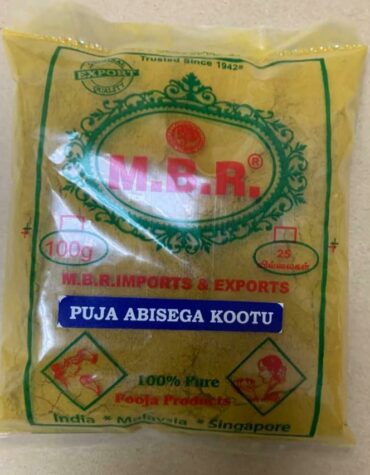 Trusted Since 1942
EXPORT
QUALITY
M.B.R.®
100g
25
M.B.R.IMPORTS & EXPORTS
PUJA ABISEGA KOOTU
100% Pure
Pooja Products
India * Malaysia * Singapore